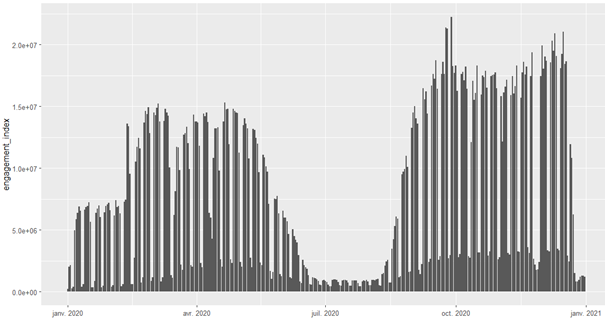 engagement_index
2.0e+07
1.5e+07
1.0e+07
5.0e+06
0.0e+00
janv. 2020 avr. 2020 juil. 2020 oct. 2020 janv. 2021